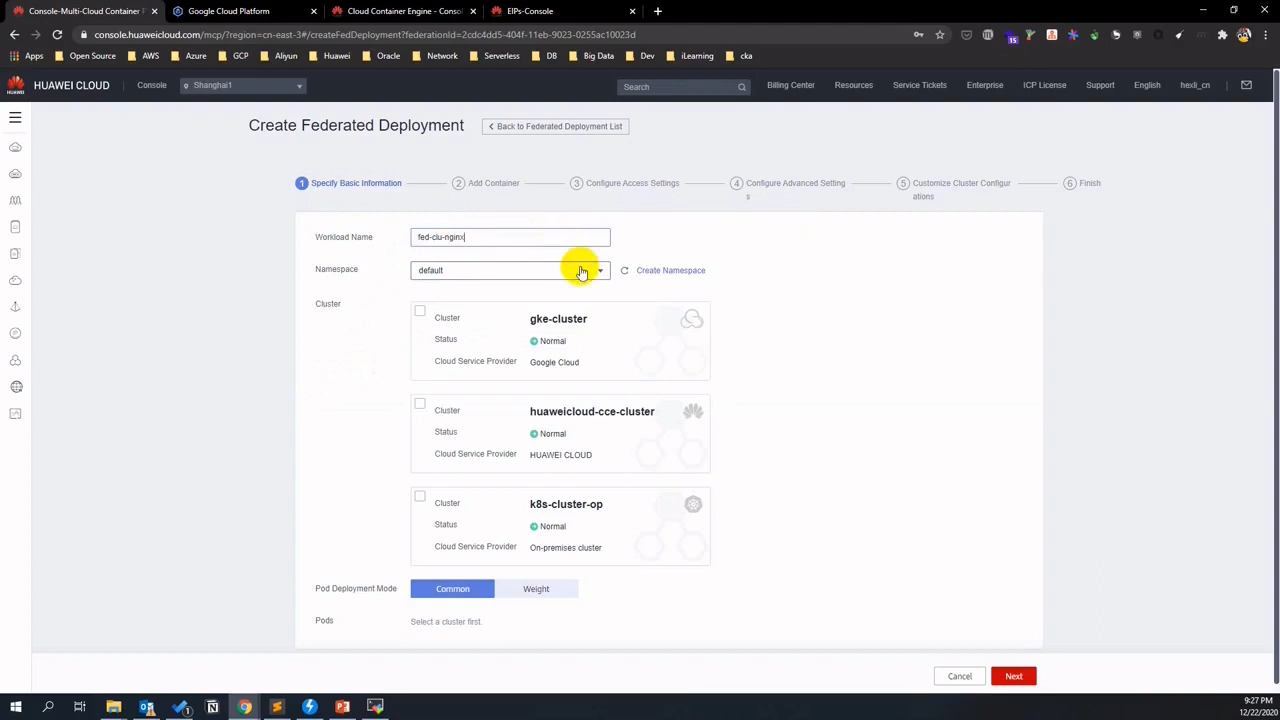 Console-Multi-Cloud Container
Google Cloud Platform
Cloud Container Engine - Consol
EIPs-Console
console.huaweicloud.com/mcp/?region=cn-east-3#/createFedDeployment?federationId=2cdc4dd5-404f-11eb-9023-0255ac10023d
15
Apps
Open Source
AWS
Azure
GCP
Aliyun
Huawei
Oracle
Network
Serverless
DB
Big Data
Dev
iLearning
cka
HUAWEI CLOUD
Console
Shanghai1
Search
Billing Center
Resources
Service Tickets
Enterprise
ICP License
Support
English
hexli_cn
Create Federated Deployment
Back to Federated Deployment List
1 Specify Basic Information
2 Add Container
3 Configure Access Settings
4 Configure Advanced Setting
s
5 Customize Cluster Configur
ations
6 Finish
Workload Name
fed-clu-nginx
Namespace
default
Create Namespace
Cluster
Cluster gke-cluster
Status Normal
Cloud Service Provider Google Cloud
Cluster huaweicloud-cce-cluster
Status Normal
Cloud Service Provider HUAWEI CLOUD
Cluster k8s-cluster-op
Status Normal
Cloud Service Provider On-premises cluster
Pod Deployment Mode
Common
Weight
Pods
Select a cluster first.
Cancel
Next
9:27 PM
12/22/2020